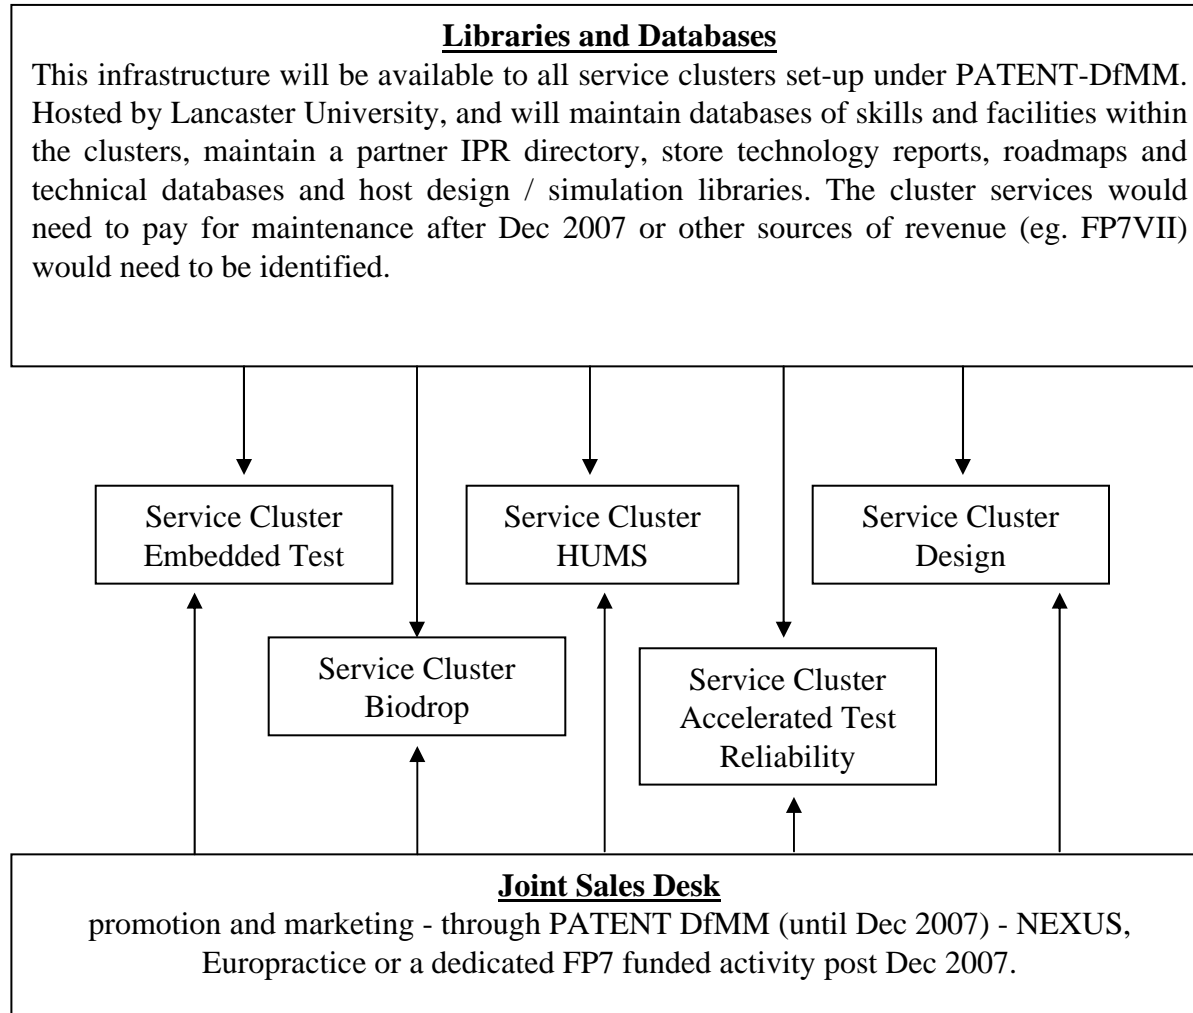 Libraries and Databases
This infrastructure will be available to all service clusters set-up under PATENT-DfMM.
Hosted by Lancaster University, and will maintain databases of skills and facilities within
the clusters, maintain a partner IPR directory, store technology reports, roadmaps and
technical databases and host design / simulation libraries. The cluster services would
need to pay for maintenance after Dec 2007 or other sources of revenue (eg. FP7VII)
would need to be identified.
Service Cluster
Embedded Test
Service Cluster
HUMS
Service Cluster
Design
Service Cluster
Biodrop
Service Cluster
Accelerated Test
Reliability
Joint Sales Desk
promotion and marketing - through PATENT DfMM (until Dec 2007) - NEXUS,
Europractice or a dedicated FP7 funded activity post Dec 2007.